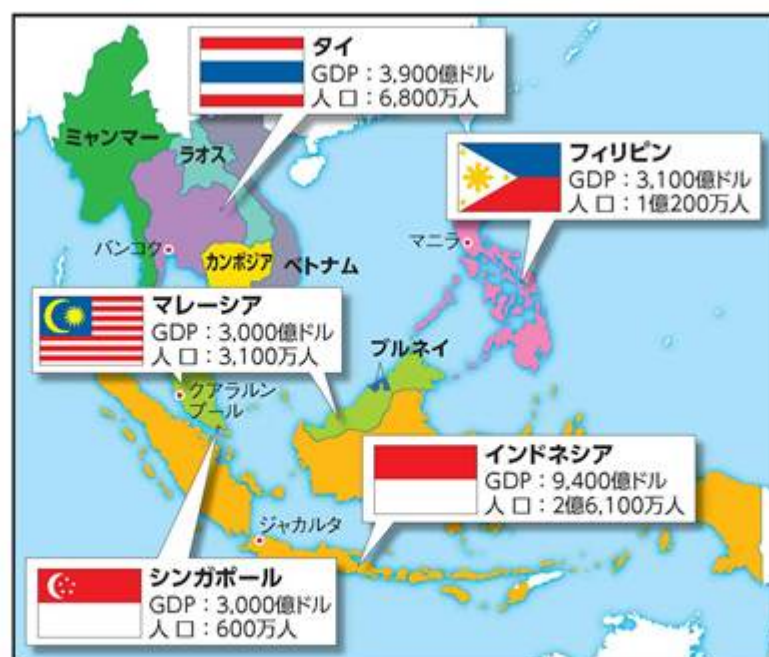 タイ
GDP：3,900億ドル
人 口：6,800万人
ミャンマー
ラオス
フィリピン
GDP：3,100億ドル
人 口：1億200万人
バンコク
マニラ
カンボジア
ベトナム
マレーシア
GDP：3,000億ドル
人 口：3,100万人
ブルネイ
クアラルン
プール
インドネシア
GDP：9,400億ドル
人 口：2億6,100万人
ジャカルタ
シンガポール
GDP：3,000億ドル
人 口：600万人